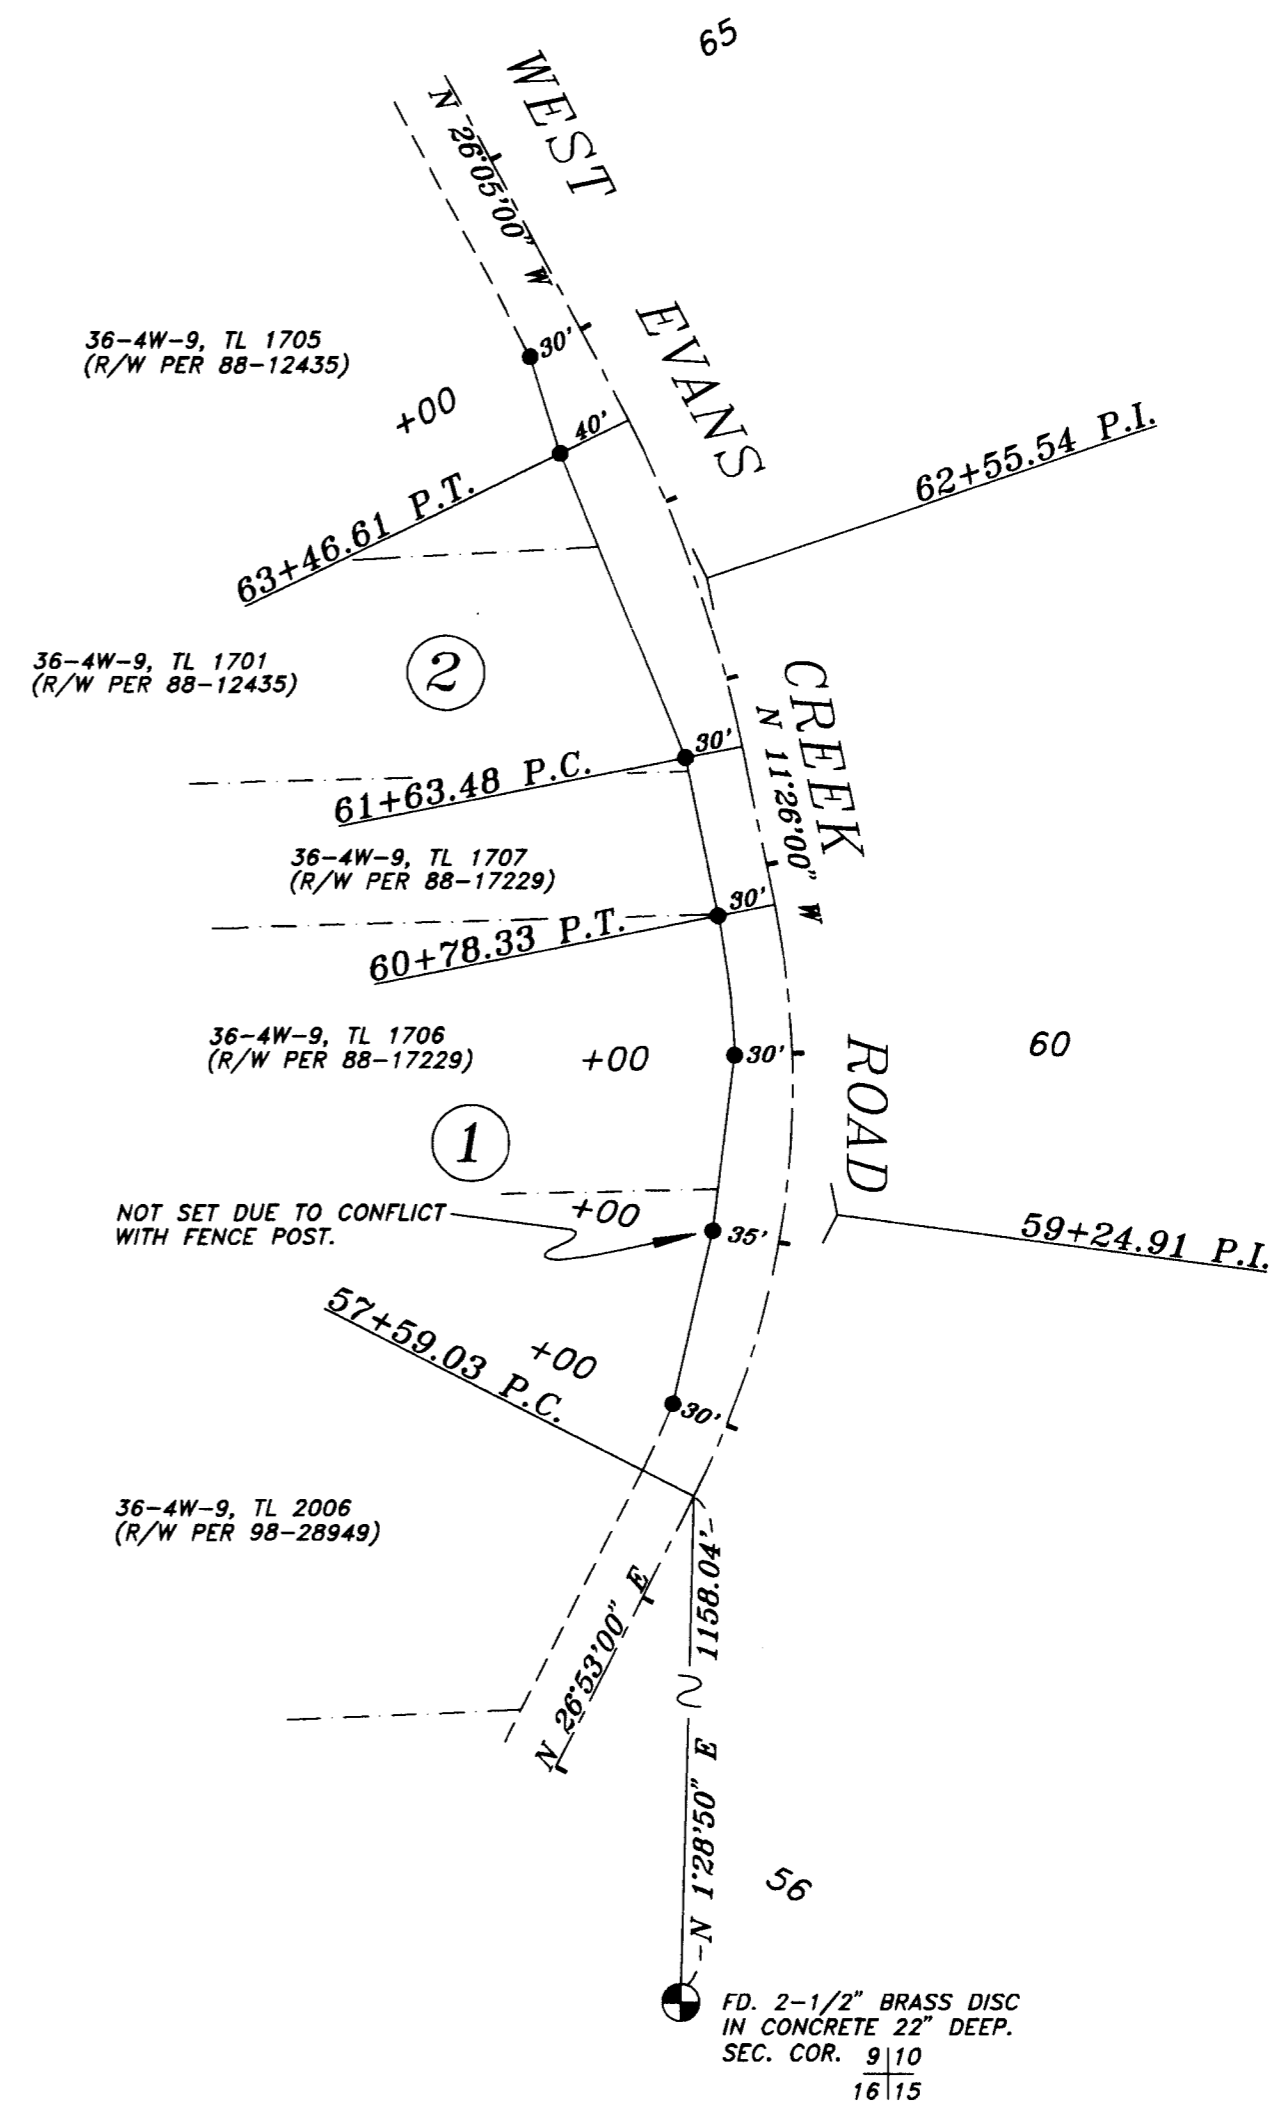 65
WEST
N 26°05'00" W
EVANS
36-4W-9, TL 1705
(R/W PER 88-12435)
30'
+00
40'
63+46.61 P.T.
62+55.54 P.I.
36-4W-9, TL 1701
(R/W PER 88-12435)
2
CREEK
N 11°26'00" W
30'
61+63.48 P.C.
36-4W-9, TL 1707
(R/W PER 88-17229)
30'
60+78.33 P.T.
36-4W-9, TL 1706
(R/W PER 88-17229)
+00
30'
ROAD
60
1
NOT SET DUE TO CONFLICT
WITH FENCE POST.
+00
35'
59+24.91 P.I.
57+59.03 P.C.
+00
30'
36-4W-9, TL 2006
(R/W PER 98-28949)
N 26°53'00" E
1158.04'
N 1°28'50" E
56
FD. 2-1/2" BRASS DISC
IN CONCRETE 22" DEEP.
SEC. COR. 9|10
16|15